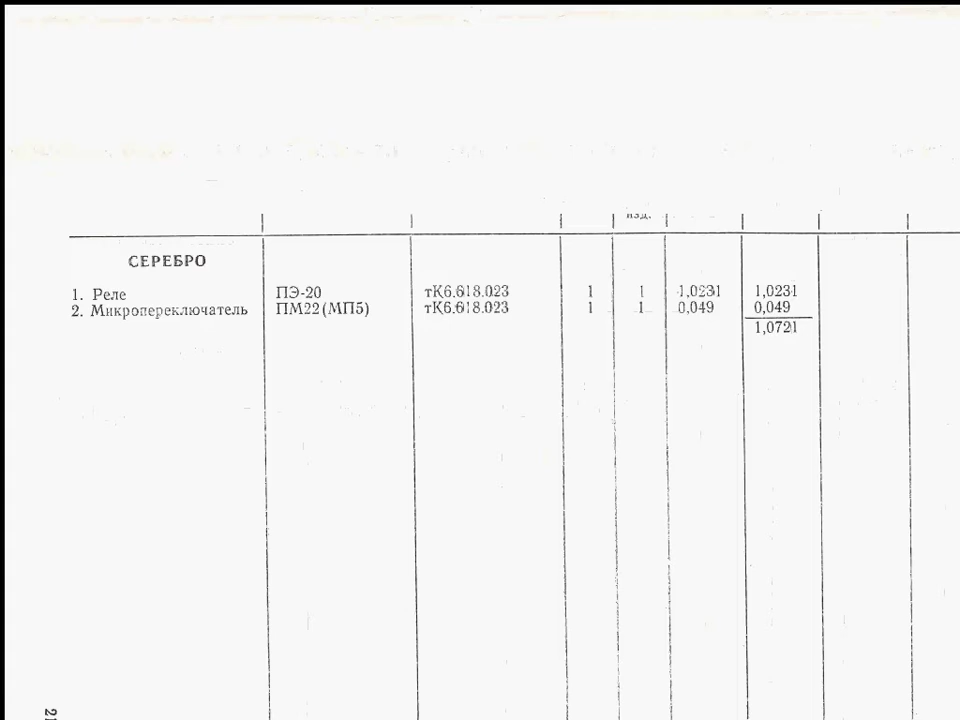 изд.
СЕРЕБРО
1. Реле ПЭ-20 тК6.618.023 1 1 1,0231 1,0231
2. Микропереключатель ПМ22(МП5) тК6.618.023 1 1 0,049 0,049
1,0721
21